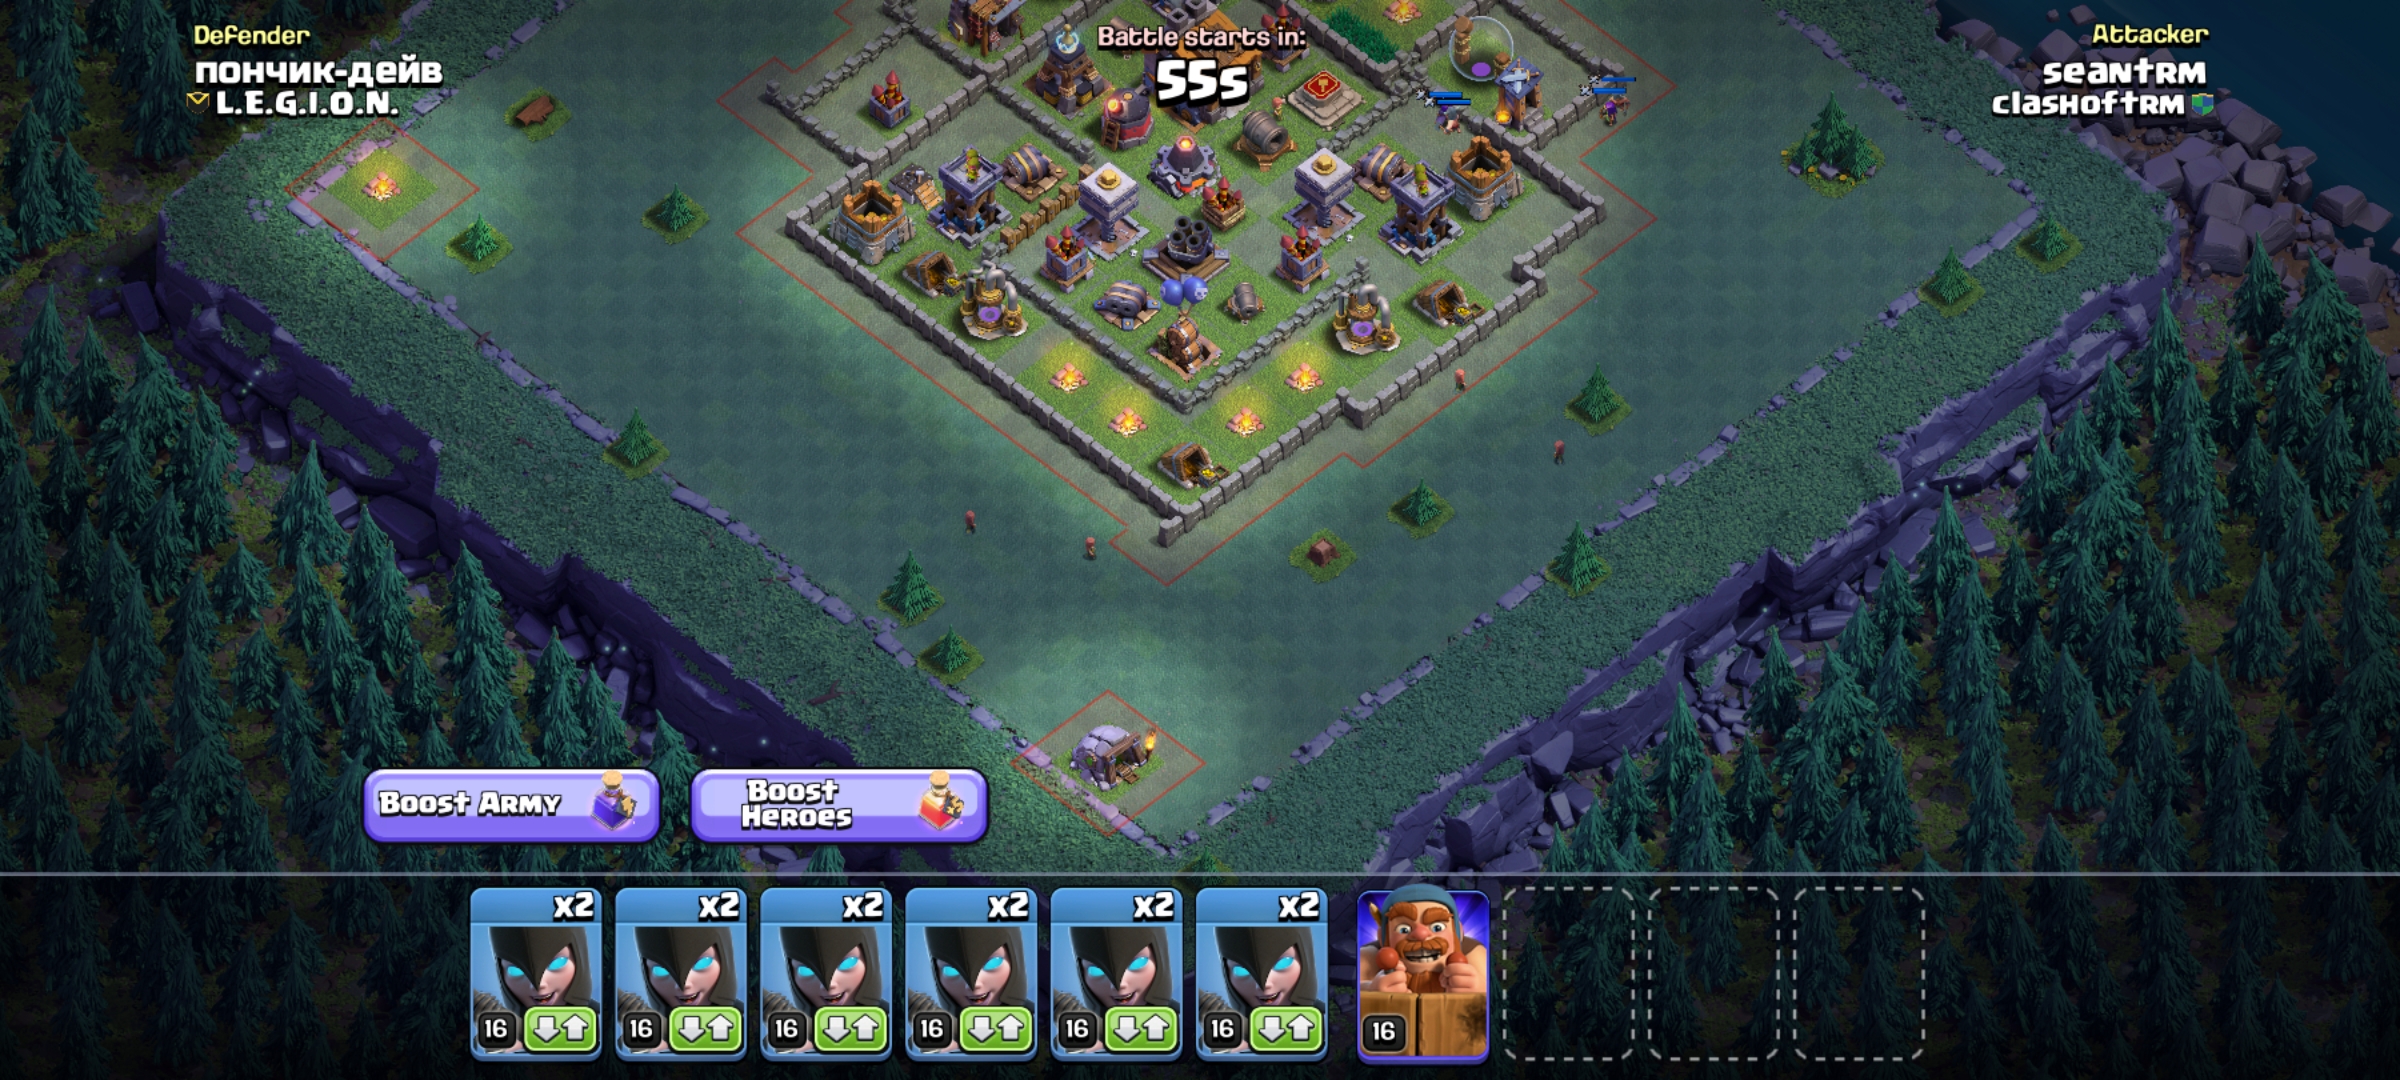 Defender
пончик-дейв
L.E.G.I.O.N.
Battle starts in:
55s
Attacker
seantrm
clashoftrm
Boost Army
Boost
Heroes
x2
x2
x2
x2
x2
x2
16
16
16
16
16
16
16